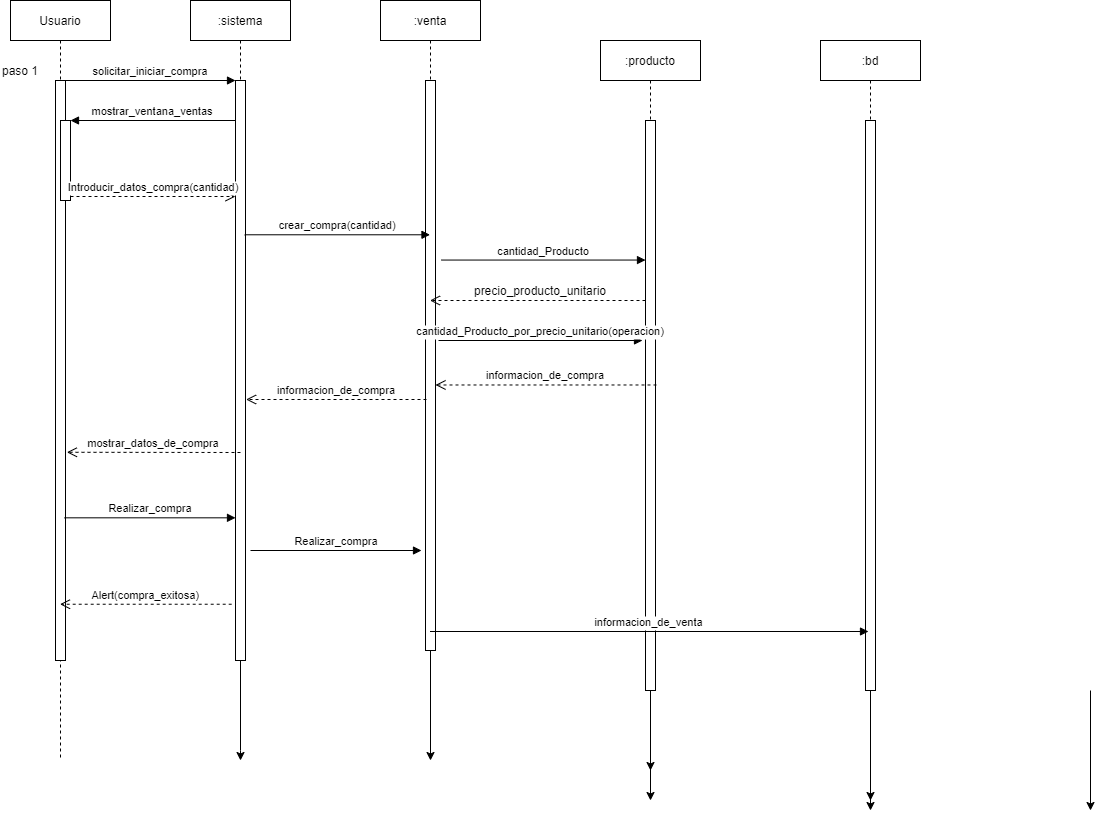 Usuario
:sistema
:venta
:producto
:bd
paso 1
solicitar_iniciar_compra
mostrar_ventana_ventas
Introducir_datos_compra(cantidad)
crear_compra(cantidad)
cantidad_Producto
precio_producto_unitario
cantidad_Producto_por_precio_unitario(operacion)
informacion_de_compra
informacion_de_compra
mostrar_datos_de_compra
Realizar_compra
Realizar_compra
Alert(compra_exitosa)
informacion_de_venta